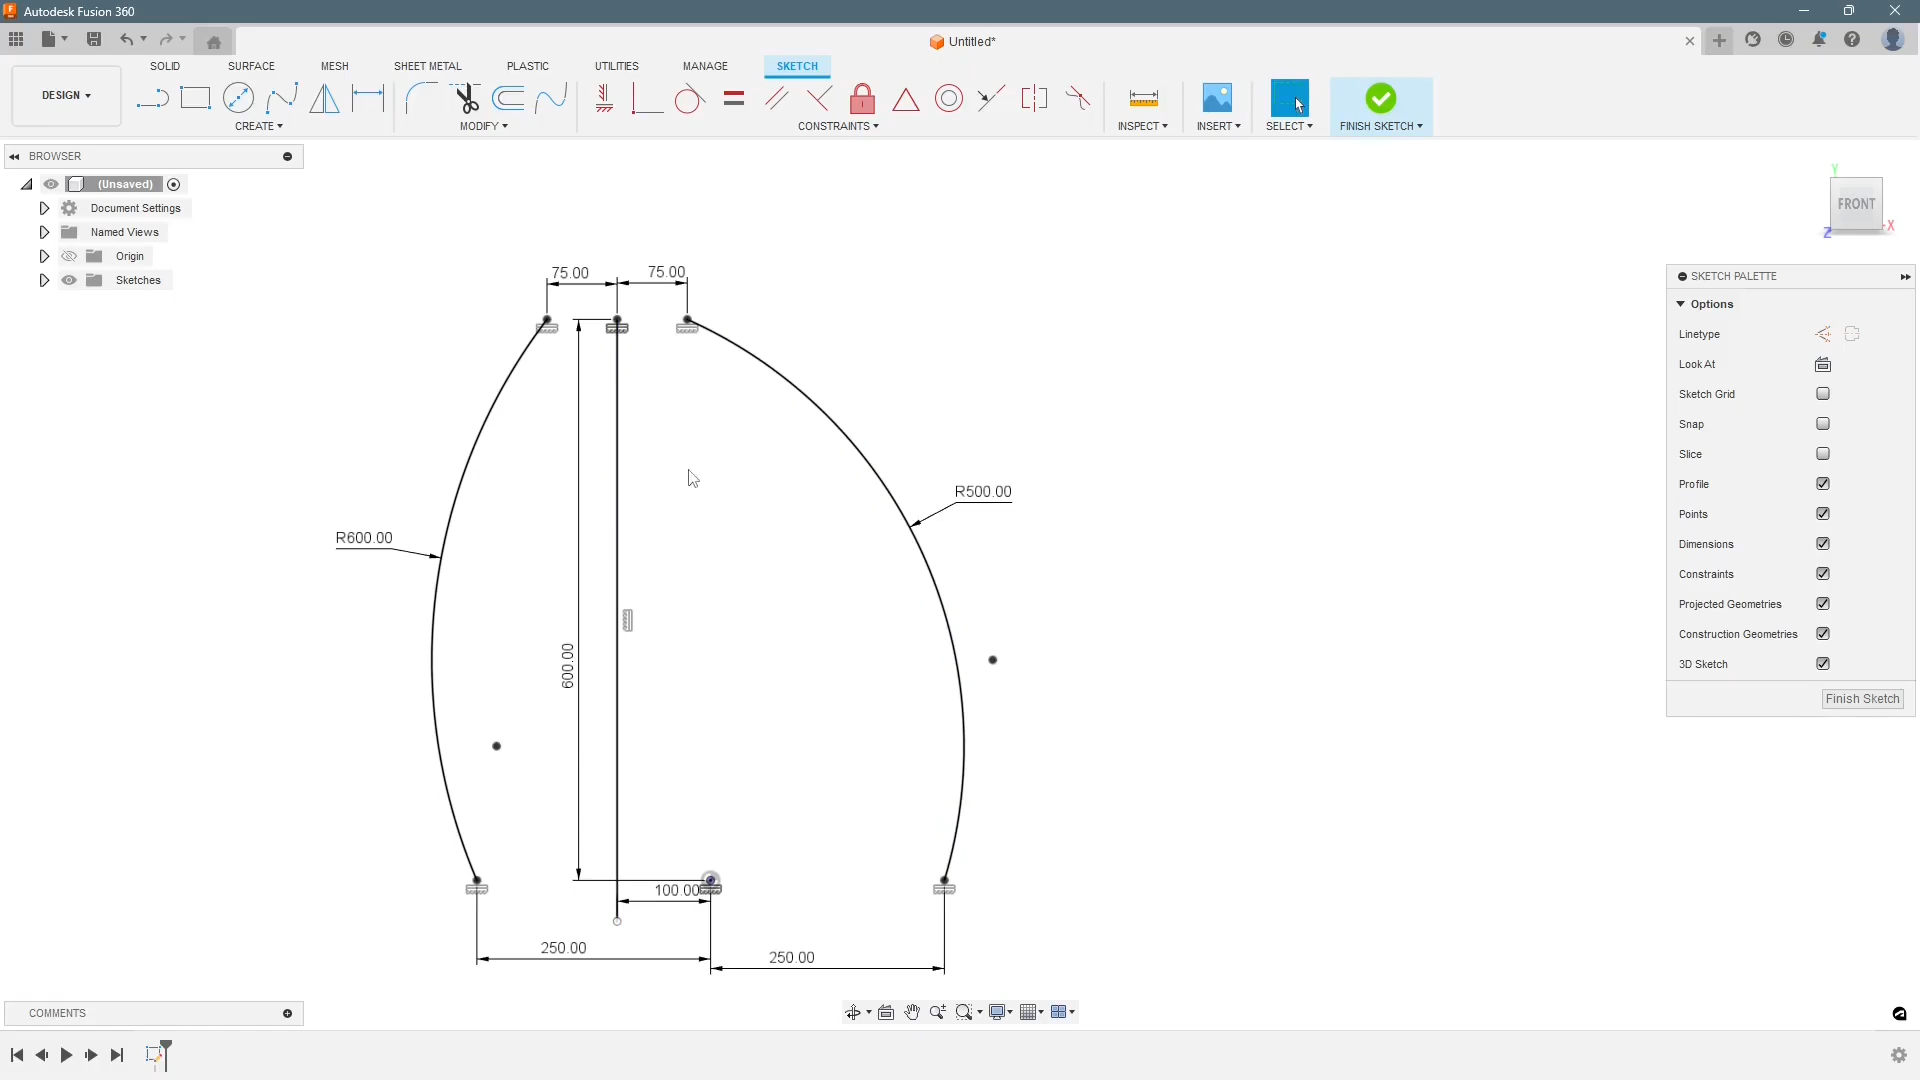 Autodesk Fusion 360
Untitled*
SOLID SURFACE MESH SHEET METAL PLASTIC UTILITIES MANAGE SKETCH
DESIGN
CREATE MODIFY CONSTRAINTS INSPECT INSERT SELECT FINISH SKETCH
BROWSER
(Unsaved)
Document Settings
Named Views
Origin
Sketches
Y
FRONT
X
Z
SKETCH PALETTE
Options
Linetype
Look At
Sketch Grid
Snap
Slice
Profile
Points
Dimensions
Constraints
Projected Geometries
Construction Geometries
3D Sketch
Finish Sketch
75.00 75.00
R500.00
R600.00
600.00
100.00
250.00
250.00
COMMENTS